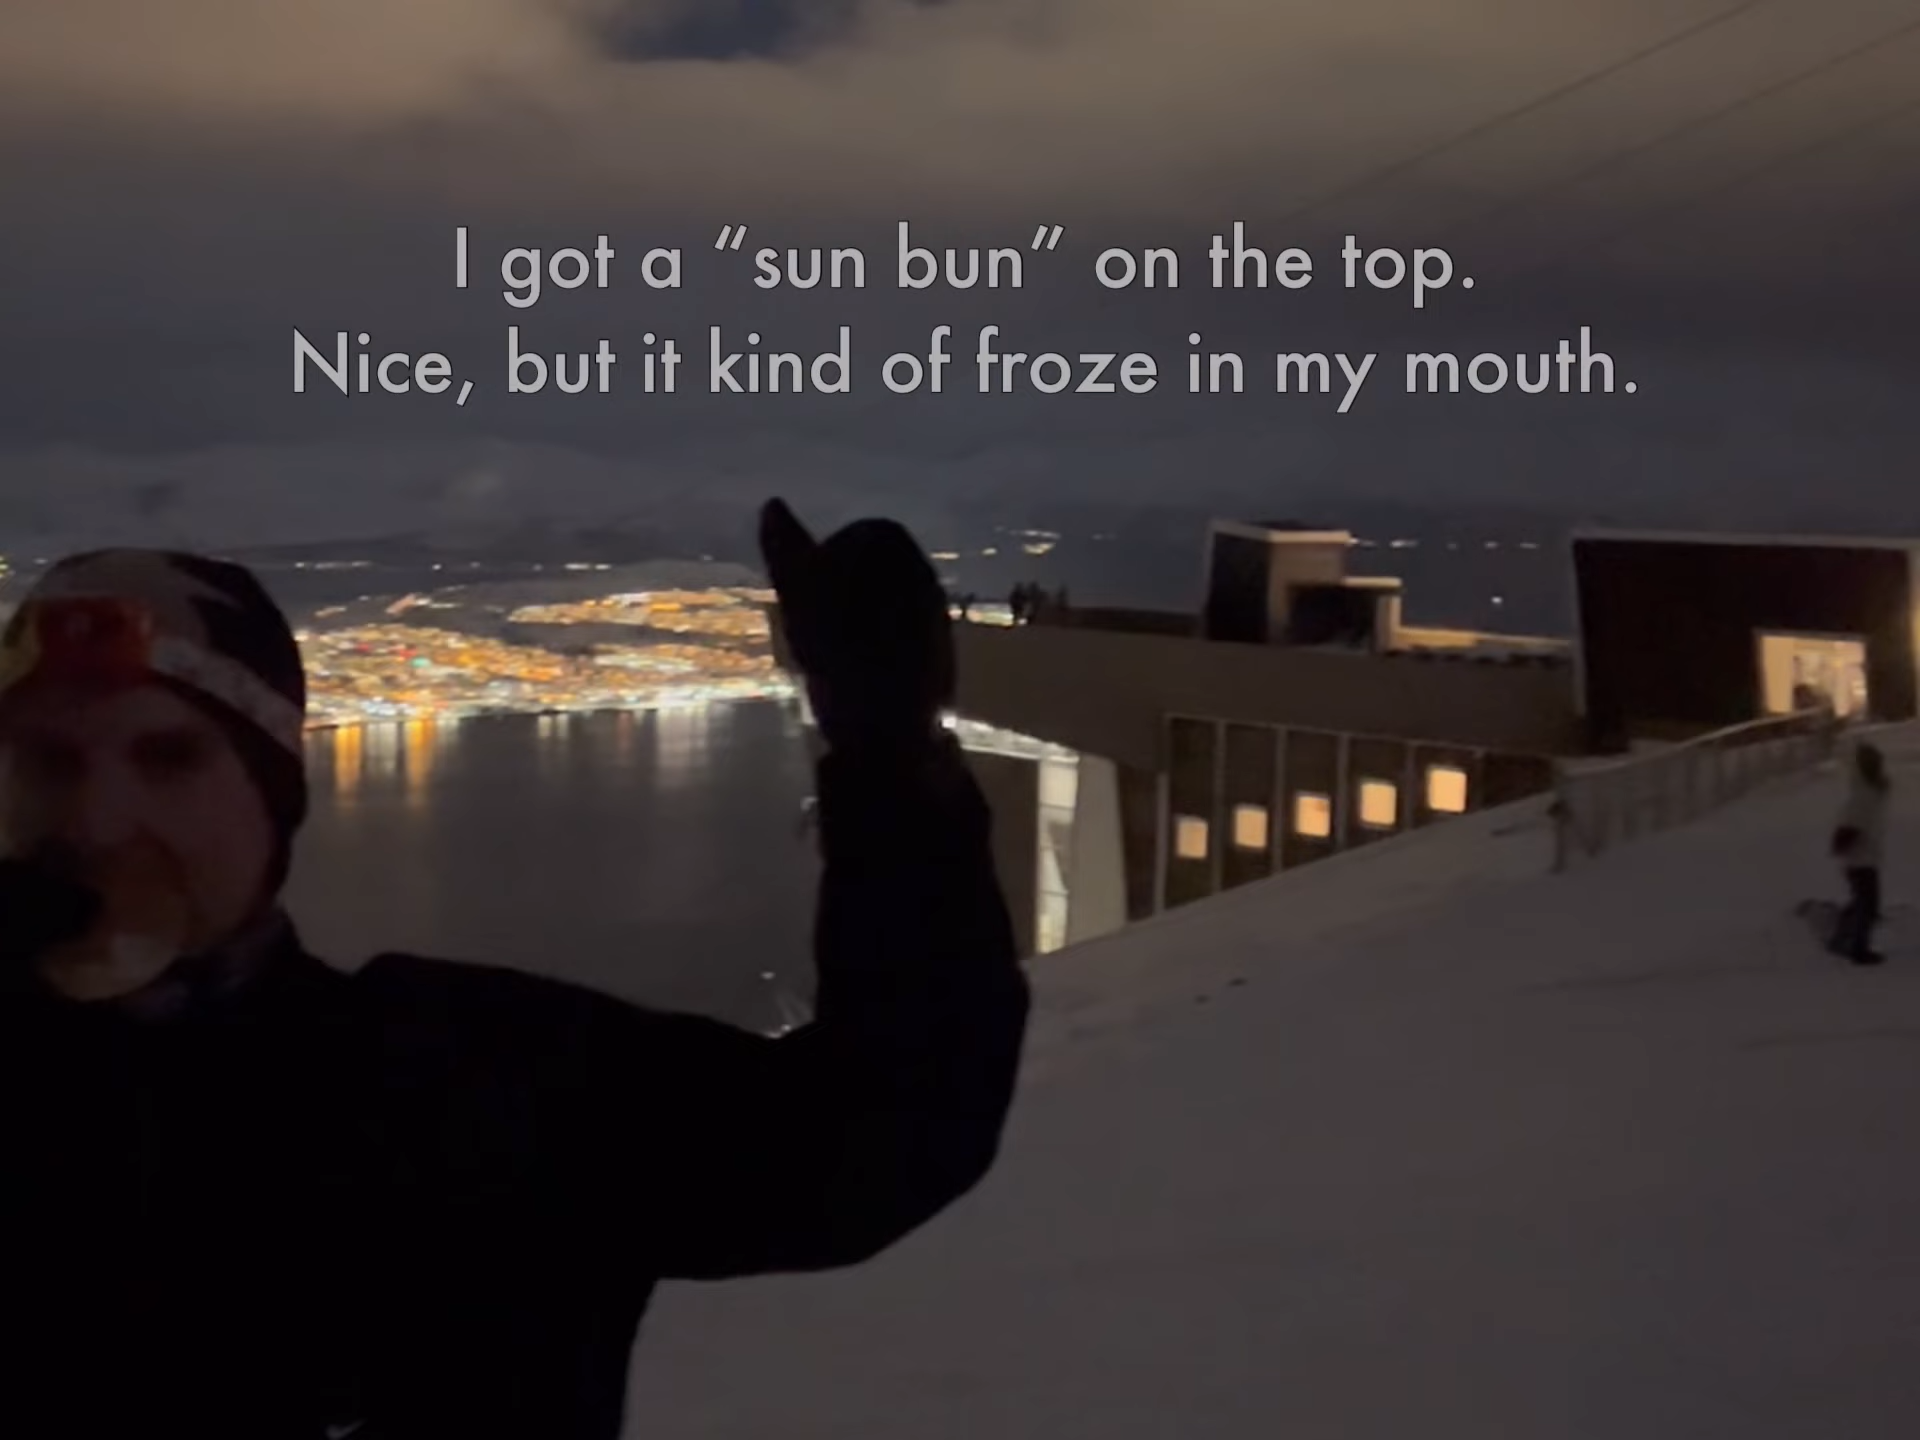 I got a “sun bun” on the top.
Nice, but it kind of froze in my mouth.